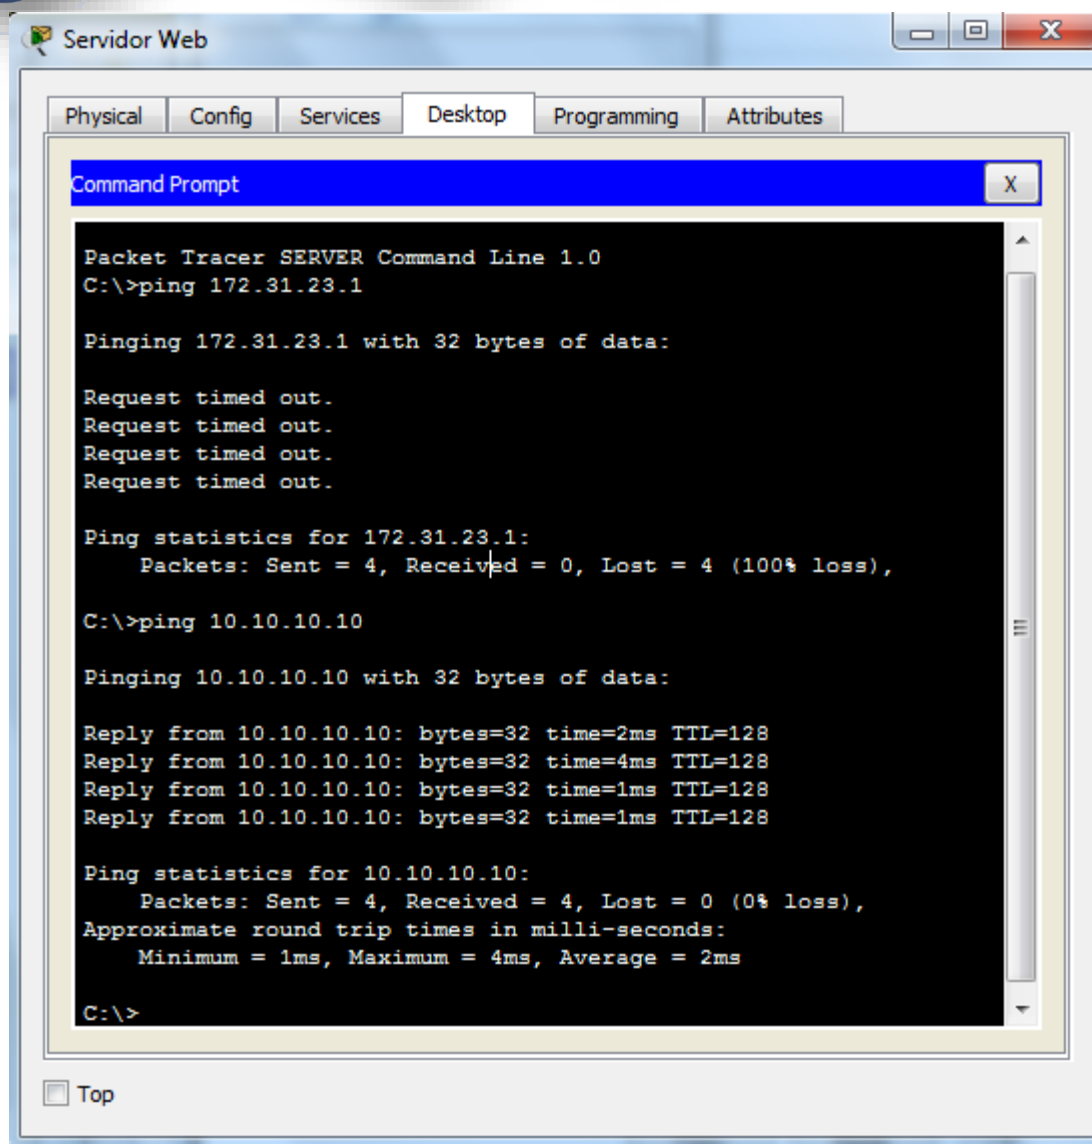 Servidor Web
Physical Config Services Desktop Programming Attributes
Command Prompt X
Packet Tracer SERVER Command Line 1.0
C:\>ping 172.31.23.1
Pinging 172.31.23.1 with 32 bytes of data:
Request timed out.
Request timed out.
Request timed out.
Request timed out.
Ping statistics for 172.31.23.1:
Packets: Sent = 4, Received = 0, Lost = 4 (100% loss),
C:\>ping 10.10.10.10
Pinging 10.10.10.10 with 32 bytes of data:
Reply from 10.10.10.10: bytes=32 time=2ms TTL=128
Reply from 10.10.10.10: bytes=32 time=4ms TTL=128
Reply from 10.10.10.10: bytes=32 time=1ms TTL=128
Reply from 10.10.10.10: bytes=32 time=1ms TTL=128
Ping statistics for 10.10.10.10:
Packets: Sent = 4, Received = 4, Lost = 0 (0% loss),
Approximate round trip times in milli-seconds:
Minimum = 1ms, Maximum = 4ms, Average = 2ms
C:\>
Top